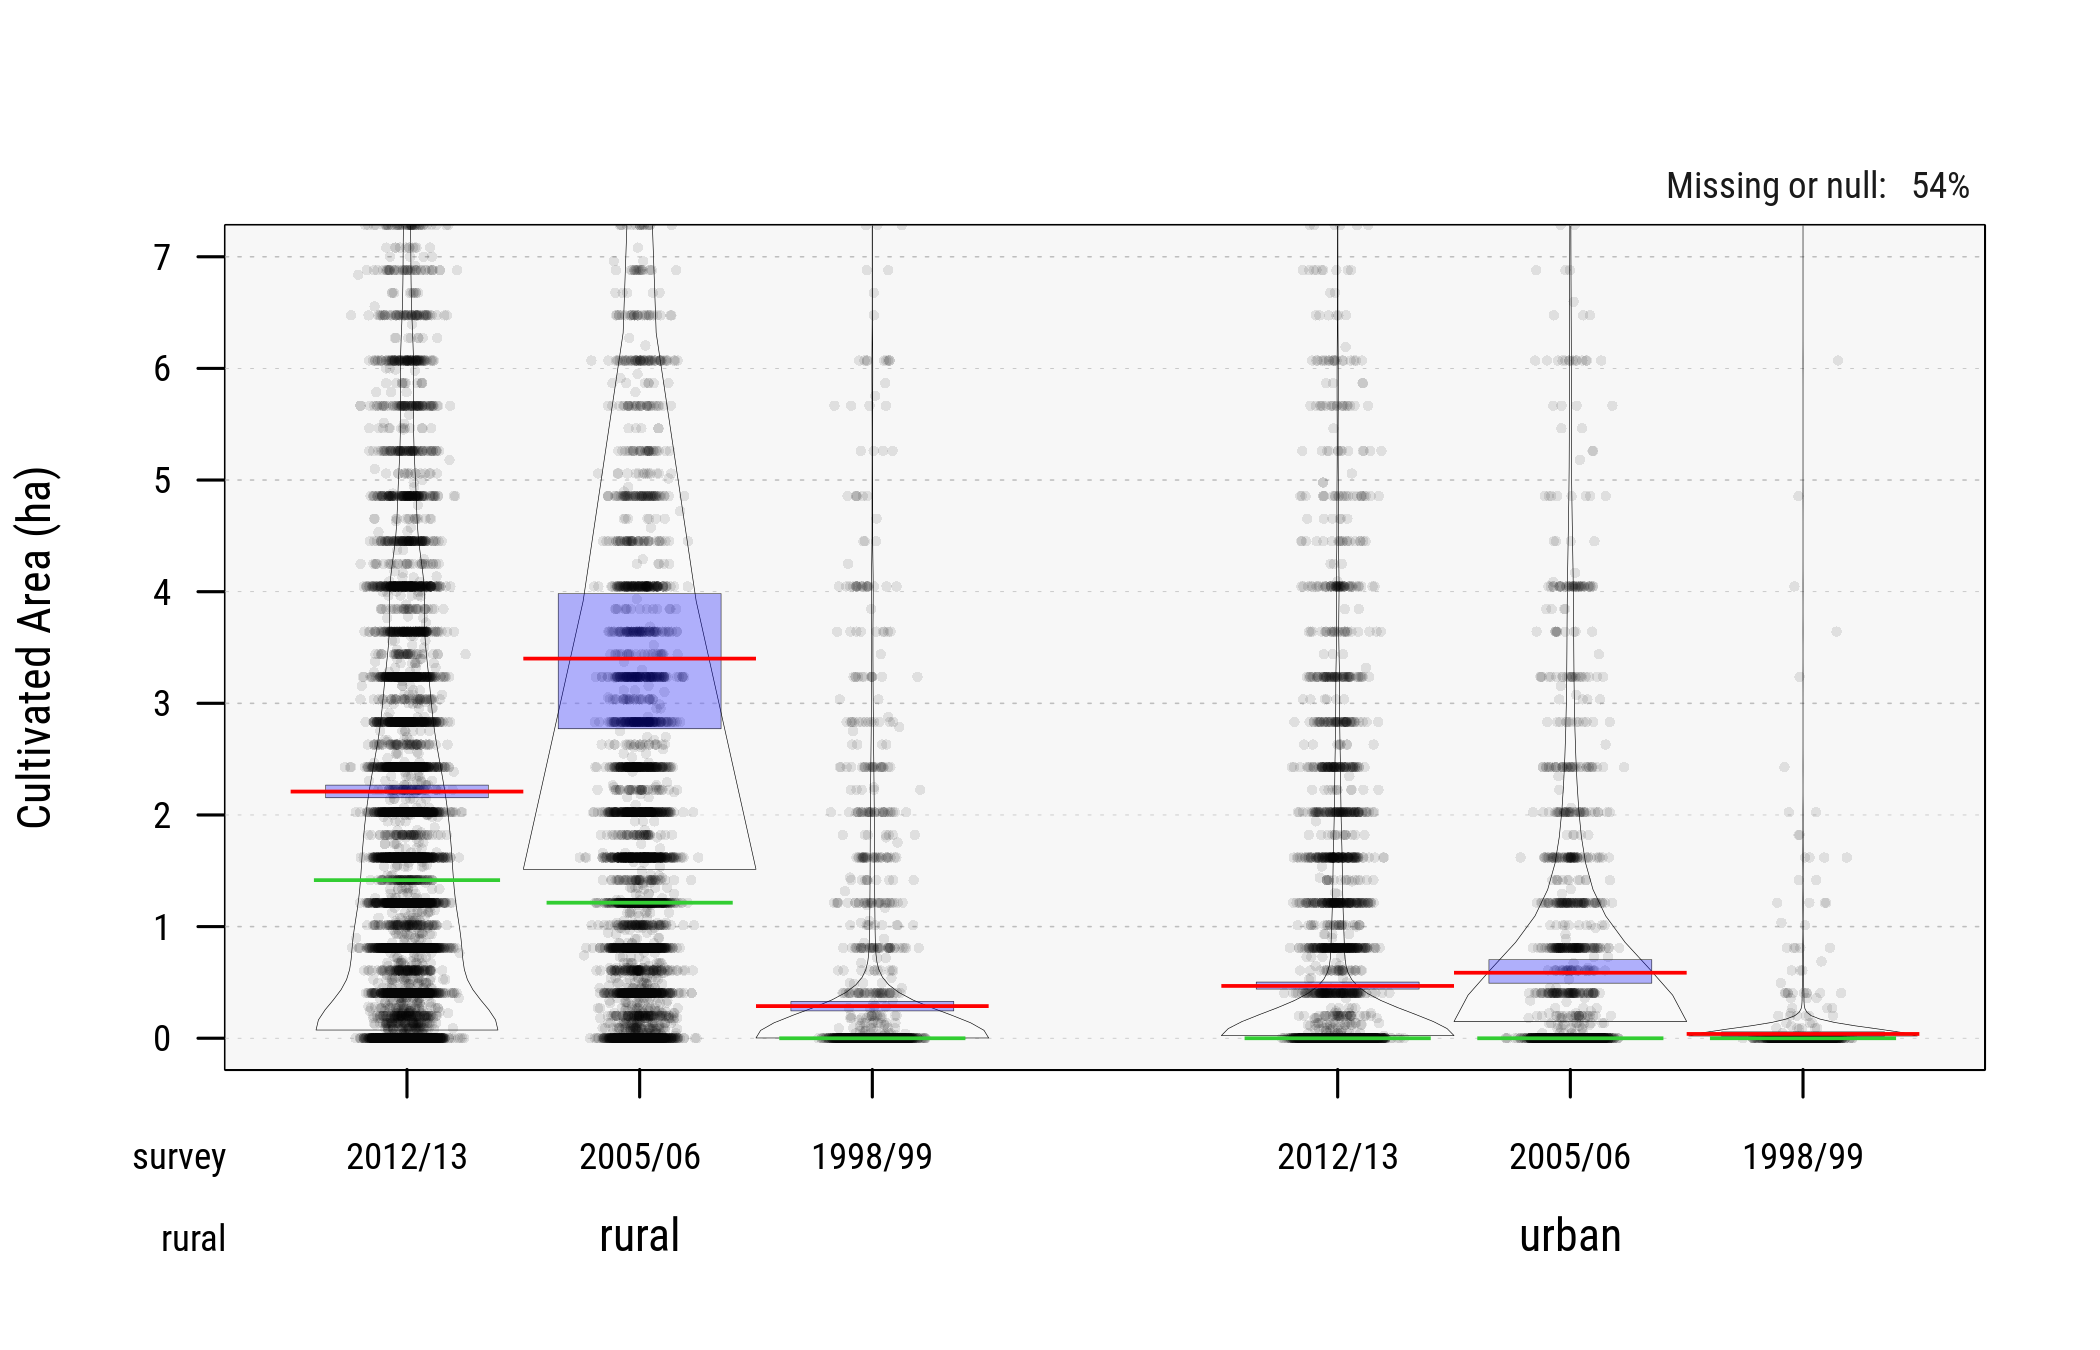 Missing or null: 54%
Cultivated Area (ha)
7
6
5
4
3
2
1
0
survey 2012/13 2005/06 1998/99 2012/13 2005/06 1998/99
rural rural urban